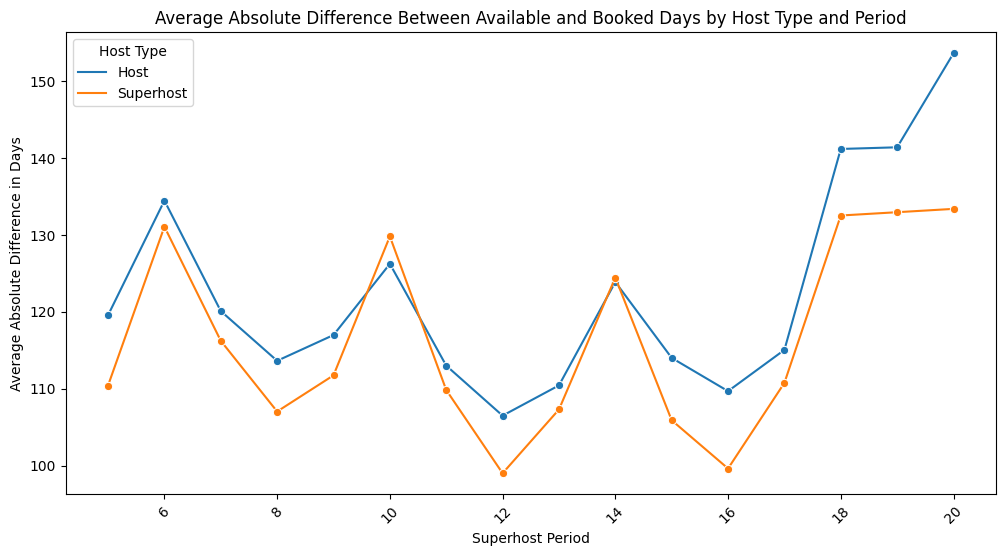 Average Absolute Difference Between Available and Booked Days by Host Type and Period
Host Type
Host
Superhost
Average Absolute Difference in Days
150
140
130
120
110
100
6
8
10
12
14
16
18
20
Superhost Period